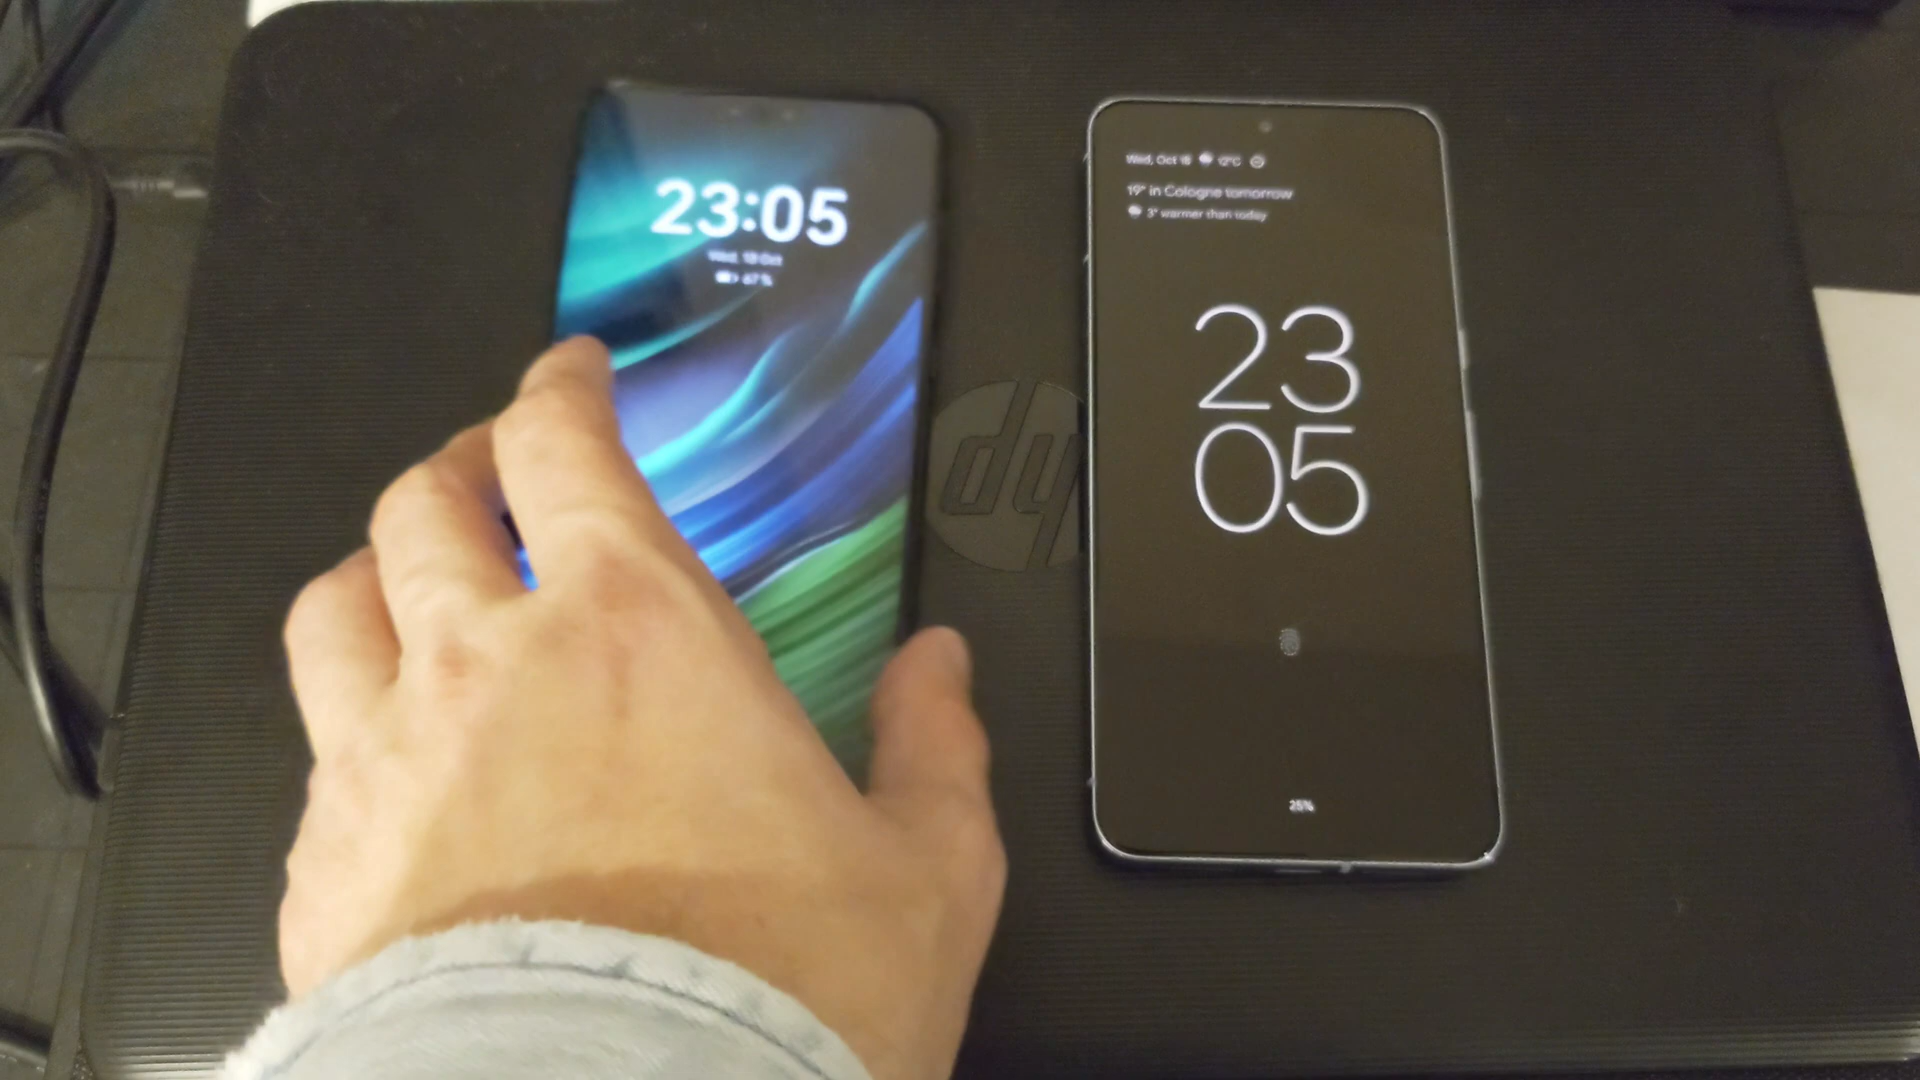 23:05
Wed, 18 Oct
67 %
hp
Wed, Oct 18 12°C
19° in Cologne tomorrow
3° warmer than today
23
05
25%